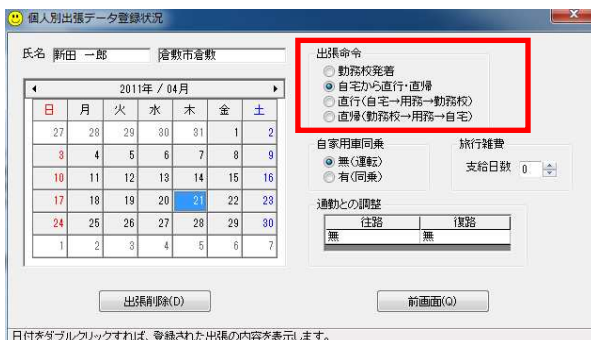 個人別出張データ登録状況
氏名 新田 一郎 倉敷市倉敷
2011年 / 04月
日 月 火 水 木 金 土
27 28 29 30 31 1 2
3 4 5 6 7 8 9
10 11 12 13 14 15 16
17 18 19 20 21 22 23
24 25 26 27 28 29 30
1 2 3 4 5 6 7
出張命令
勤務校発着
自宅から直行・直帰
直行(自宅→用務→勤務校)
直帰(勤務校→用務→自宅)
自家用車同乗
無(運転)
有(同乗)
旅行雑費
支給日数 0
通勤との調整
往路 復路
無 無
出張削除(D)
前画面(Q)
日付をダブルクリックすれば、登録された出張の内容を表示します。